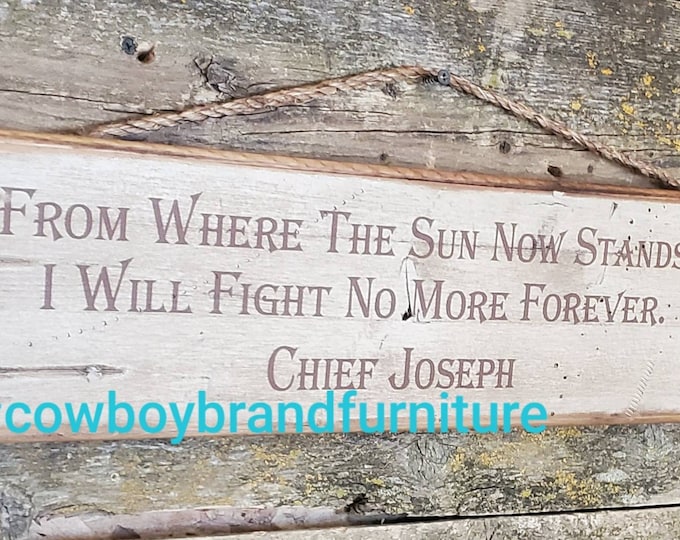 From Where The Sun Now Stands
I Will Fight No More Forever.
Chief Joseph
cowboybrandfurniture